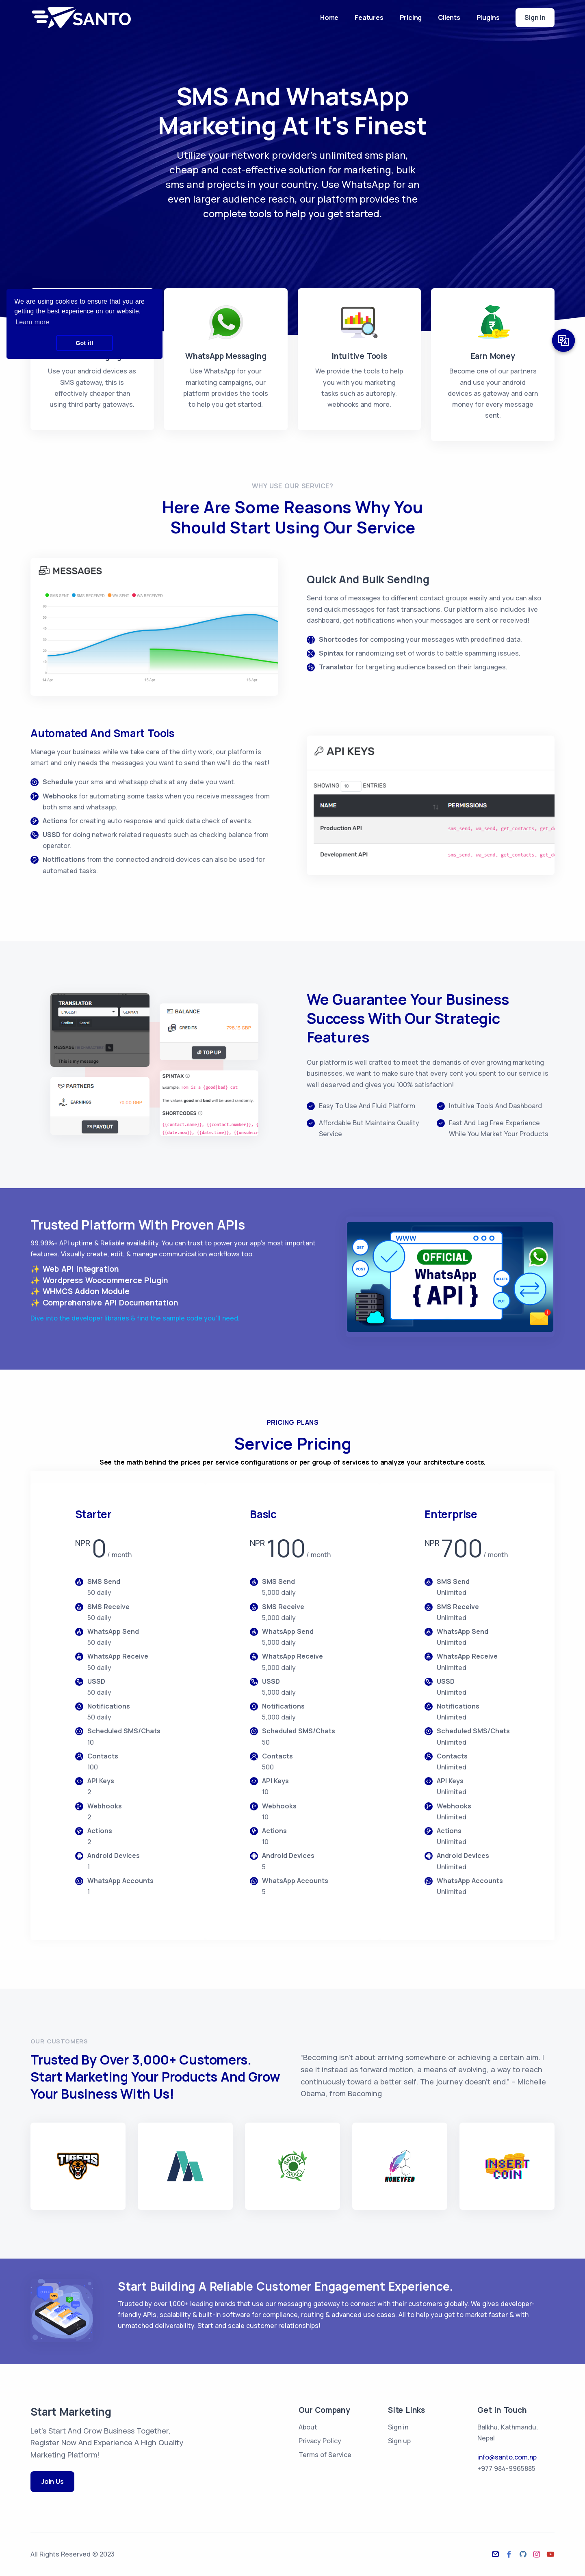 SANTO
Home
Features
Pricing
Clients
Plugins
Sign In
SMS And WhatsApp
Marketing At It's Finest
Utilize your network provider's unlimited sms plan,
cheap and cost-effective solution for marketing, bulk
sms and projects in your country. Use WhatsApp for an
even larger audience reach, our platform provides the
complete tools to help you get started.
We are using cookies to ensure that you are
getting the best experience on our website.
Learn more
Got it!
Use your android devices as
SMS gateway, this is
effectively cheaper than
using third party gateways.
WhatsApp Messaging
Use WhatsApp for your
marketing campaigns, our
platform provides the tools
to help you get started.
Intuitive Tools
We provide the tools to help
you with you marketing
tasks such as autoreply,
webhooks and more.
Earn Money
Become one of our partners
and use your android
devices as gateway and earn
money for every message
sent.
WHY USE OUR SERVICE?
Here Are Some Reasons Why You
Should Start Using Our Service
MESSAGES
SMS SENT
SMS RECEIVED
WA SENT
WA RECEIVED
14 Apr
15 Apr
15 Apr
Quick And Bulk Sending
Send tons of messages to different contact groups easily and you can also
send quick messages for fast transactions. Our platform also includes live
dashboard, get notifications when your messages are sent or received!
Shortcodes for composing your messages with predefined data.
Spintax for randomizing set of words to battle spamming issues.
Translator for targeting audience based on their languages.
Automated And Smart Tools
Manage your business while we take care of the dirty work, our platform is
smart and only needs the messages you want to send then we'll do the rest!
Schedule your sms and whatsapp chats at any date you want.
Webhooks for automating some tasks when you receive messages from
both sms and whatsapp.
Actions for creating auto response and quick data check of events.
USSD for doing network related requests such as checking balance from
operator.
Notifications from the connected android devices can also be used for
automated tasks.
API KEYS
SHOWING 10 ENTRIES
NAME
PERMISSIONS
Production API
sms_send, wa_send, get_contacts, get_d
Development API
sms_send, wa_send, get_contacts, get_d
TRANSLATOR
ENGLISH
GERMAN
Confirm
Cancel
MESSAGE
This is my message
BALANCE
CREDITS
TOP UP
PARTNERS
EARNINGS
PAYOUT
SPINTAX
Example: Tom is a {good|bad} cat
The values good and bad will be used randomly.
SHORTCODES
{{contact.name}}, {{contact.number}},
{{date.now}}, {{date.time}}, {{unsubscr
We Guarantee Your Business
Success With Our Strategic
Features
Our platform is well crafted to meet the demands of ever growing marketing
businesses, we want to make sure that every cent you spent to our service is
well deserved and gives you 100% satisfaction!
Easy To Use And Fluid Platform
Intuitive Tools And Dashboard
Affordable But Maintains Quality
Service
Fast And Lag Free Experience
While You Market Your Products
Trusted Platform With Proven APIs
99.99%+ API uptime & Reliable availability. You can trust to power your apps's most important
features. Visually create, edit, & manage communication workflows too.
✨ Web API Integration
✨ Wordpress Woocommerce Plugin
✨ WHMCS Addon Module
✨ Comprehensive API Documentation
Dive into the developer libraries & find the sample code you'll need.
WWW
GET
POST
OFFICIAL
WhatsApp
{ API }
DELETE
PUT
PRICING PLANS
Service Pricing
See the math behind the prices per service configurations or per group of services to analyze your architecture costs.
Starter
NPR 0 / month
SMS Send
50 daily
SMS Receive
50 daily
WhatsApp Send
50 daily
WhatsApp Receive
50 daily
USSD
50 daily
Notifications
50 daily
Scheduled SMS/Chats
10
Contacts
100
API Keys
2
Webhooks
2
Actions
2
Android Devices
1
WhatsApp Accounts
1
Basic
NPR 100 / month
SMS Send
5,000 daily
SMS Receive
5,000 daily
WhatsApp Send
5,000 daily
WhatsApp Receive
5,000 daily
USSD
5,000 daily
Notifications
5,000 daily
Scheduled SMS/Chats
50
Contacts
500
API Keys
10
Webhooks
10
Actions
10
Android Devices
5
WhatsApp Accounts
5
Enterprise
NPR 700 / month
SMS Send
Unlimited
SMS Receive
Unlimited
WhatsApp Send
Unlimited
WhatsApp Receive
Unlimited
USSD
Unlimited
Notifications
Unlimited
Scheduled SMS/Chats
Unlimited
Contacts
Unlimited
API Keys
Unlimited
Webhooks
Unlimited
Actions
Unlimited
Android Devices
Unlimited
WhatsApp Accounts
Unlimited
OUR CUSTOMERS
Trusted By Over 3,000+ Customers.
Start Marketing Your Products And Grow
Your Business With Us!
"Becoming isn't about arriving somewhere or achieving a certain aim. I
see it instead as forward motion, a means of evolving, a way to reach
continuously toward a better self. The journey doesn't end." – Michelle
Obama, from Becoming
TIGERS
HONEYFED
INSERT
COIN
Start Building A Reliable Customer Engagement Experience.
Trusted by over 1,000+ leading brands that use our messaging gateway to connect with their customers globally. We gives developer-
friendly APIs, scalability & built-in software for compliance, routing & advanced use cases. All to help you get to market faster & with
unmatched deliverability. Start and scale customer relationships!
Start Marketing
Let's Start And Grow Business Together,
Register Now And Experience A High Quality
Marketing Platform!
Join Us
Our Company
About
Privacy Policy
Terms of Service
Site Links
Sign in
Sign up
Get in Touch
Balkhu, Kathmandu,
Nepal
info@santo.com.np
+977 984-9965885
All Rights Reserved © 2023